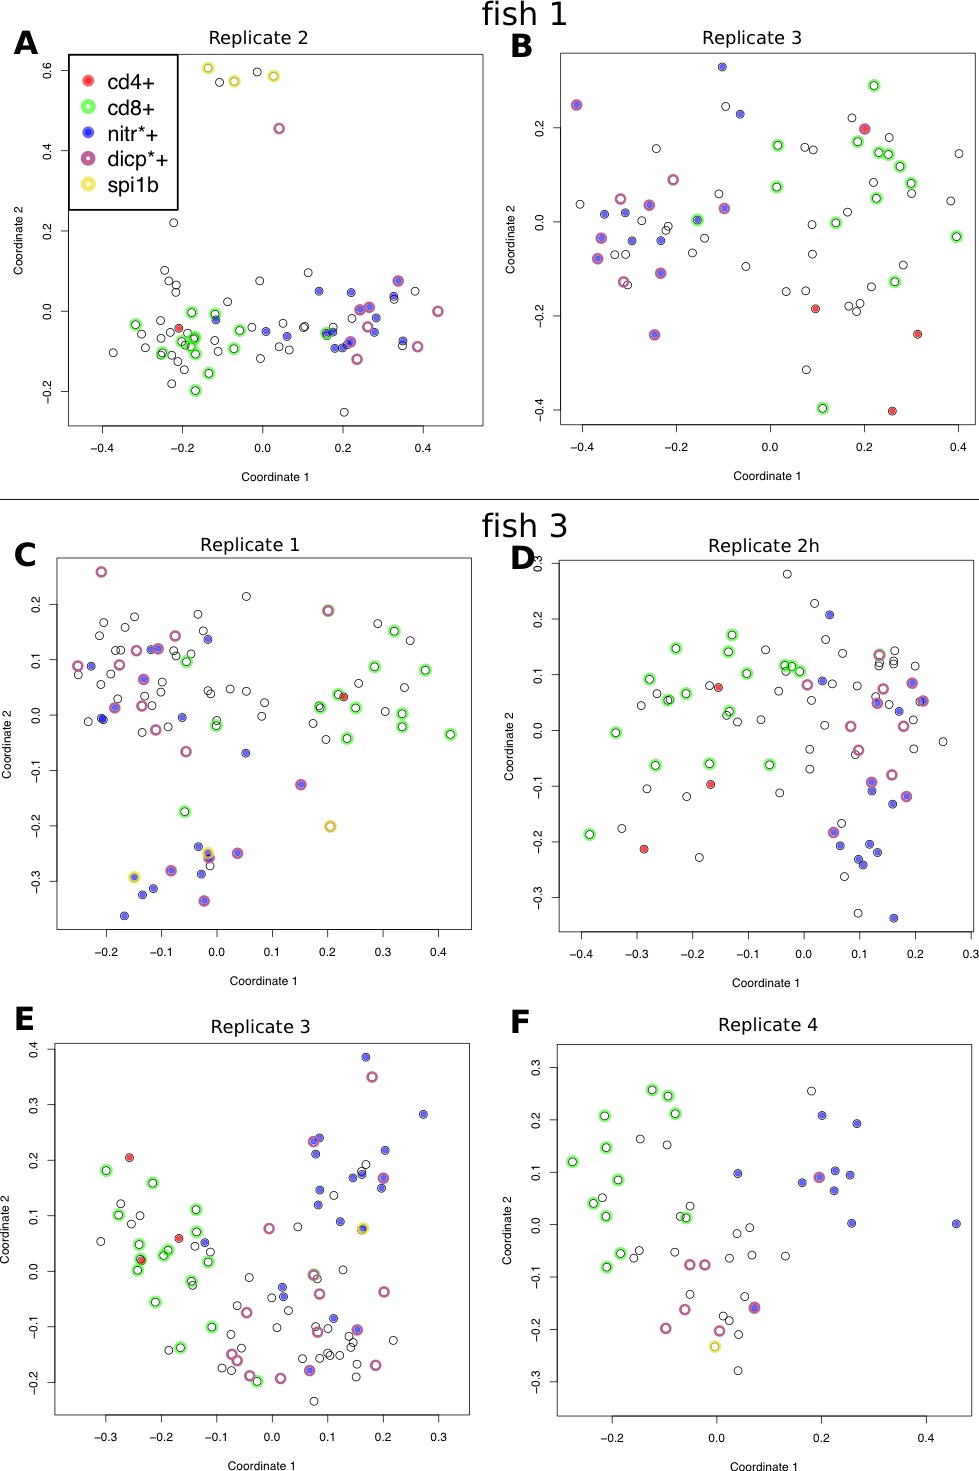 fish 1
A
Replicate 2
cd4+
cd8+
nitr*+
dicp*+
spi1b
0.6
0.4
0.2
0.0
−0.2
Coordinate 2
−0.4
−0.2
0.0
0.2
0.4
Coordinate 1
B
Replicate 3
0.2
0.0
−0.2
−0.4
Coordinate 2
−0.4
−0.2
0.0
0.2
0.4
Coordinate 1
fish 3
C
Replicate 1
0.2
0.1
0.0
−0.1
−0.2
−0.3
Coordinate 2
−0.2
−0.1
0.0
0.1
0.2
0.3
0.4
Coordinate 1
D
Replicate 2h
0.3
0.2
0.1
0.0
−0.1
−0.2
−0.3
Coordinate 2
−0.4
−0.3
−0.2
−0.1
0.0
0.1
0.2
0.3
Coordinate 1
E
Replicate 3
0.4
0.3
0.2
0.1
0.0
−0.1
−0.2
Coordinate 2
−0.3
−0.2
−0.1
0.0
0.1
0.2
0.3
Coordinate 1
F
Replicate 4
0.3
0.2
0.1
0.0
−0.1
−0.2
−0.3
Coordinate 2
−0.2
0.0
0.2
0.4
Coordinate 1